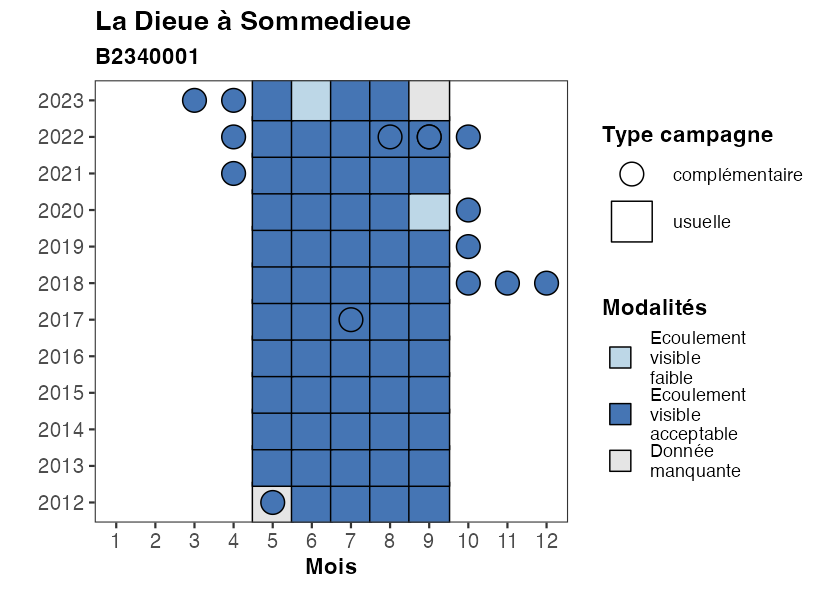 La Dieue à Sommedieue
B2340001
2023
2022
2021
2020
2019
2018
2017
2016
2015
2014
2013
2012
1 2 3 4 5 6 7 8 9 10 11 12
Mois
Type campagne
complémentaire
usuelle
Modalités
Ecoulement
visible
faible
Ecoulement
visible
acceptable
Donnée
manquante